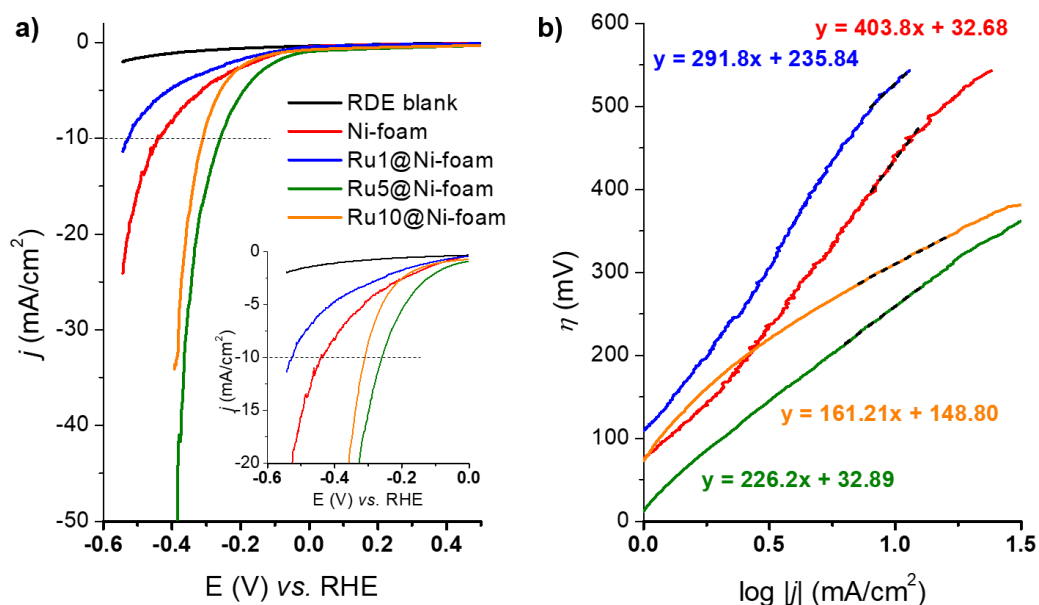 a)
0
-10
-20
-30
-40
-50
j (mA/cm²)
-0.6 -0.4 -0.2 0.0 0.2 0.4
E (V) vs. RHE
RDE blank
Ni-foam
Ru1@Ni-foam
Ru5@Ni-foam
Ru10@Ni-foam
0
-5
-10
-15
-20
j (mA/cm²)
-0.6 -0.4 -0.2 0.0
E (V) vs. RHE
b)
600
500
400
300
200
100
0
η (mV)
y = 403.8x + 32.68
y = 291.8x + 235.84
y = 161.21x + 148.80
y = 226.2x + 32.89
0.0 0.5 1.0 1.5
log |j| (mA/cm²)